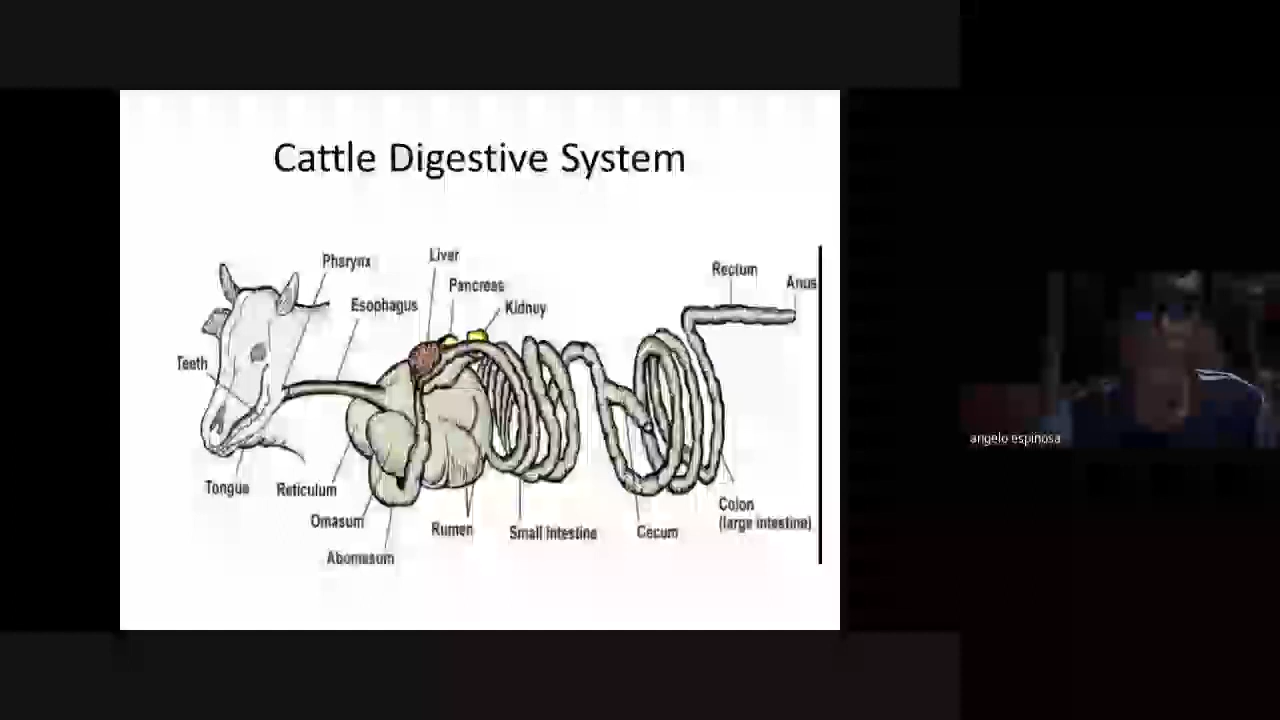 Cattle Digestive System
Liver
Pharynx
Rectum
Pancreas
Anus
Esophagus
Kidney
Teeth
angelo espinosa
Tongue
Reticulum
Colon
(large intestine)
Omasum
Rumen
Small Intestine
Cecum
Abomasum